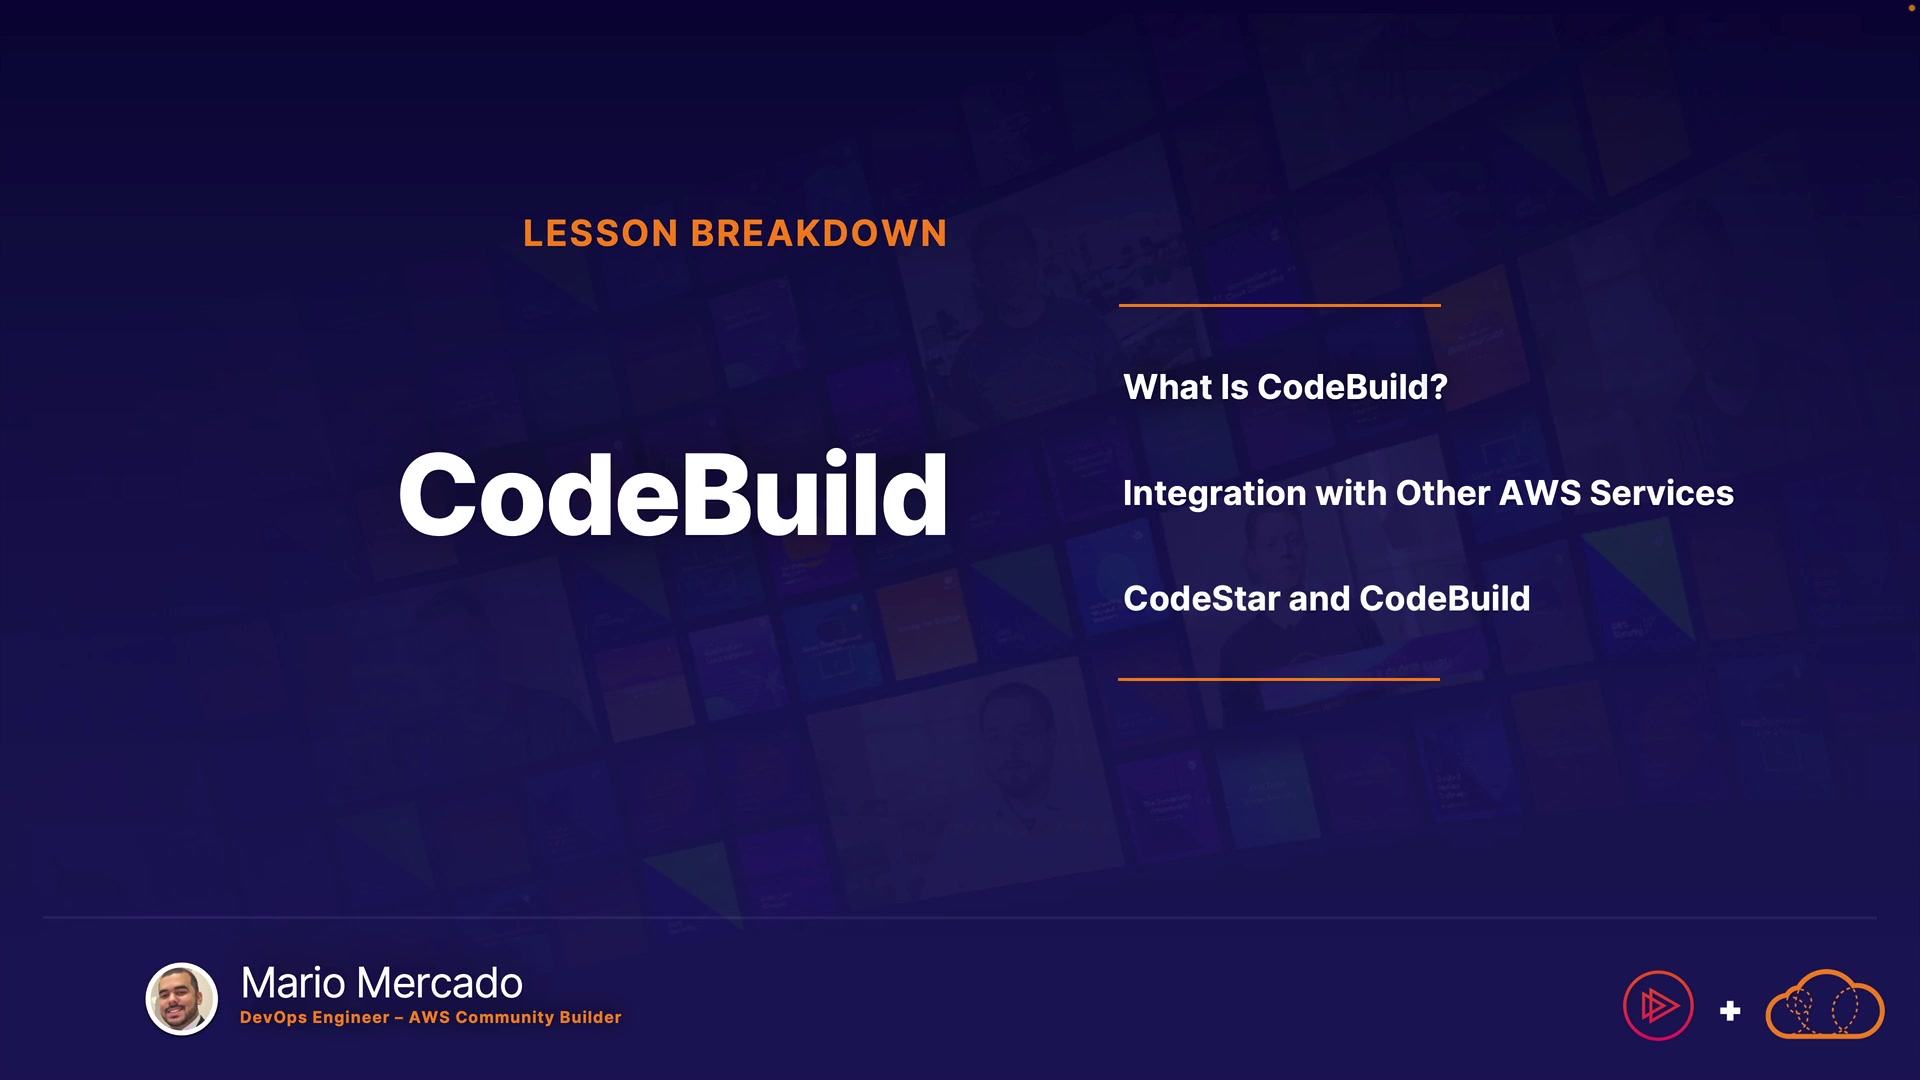 LESSON BREAKDOWN
CodeBuild
What Is CodeBuild?
Integration with Other AWS Services
CodeStar and CodeBuild
Mario Mercado
DevOps Engineer – AWS Community Builder